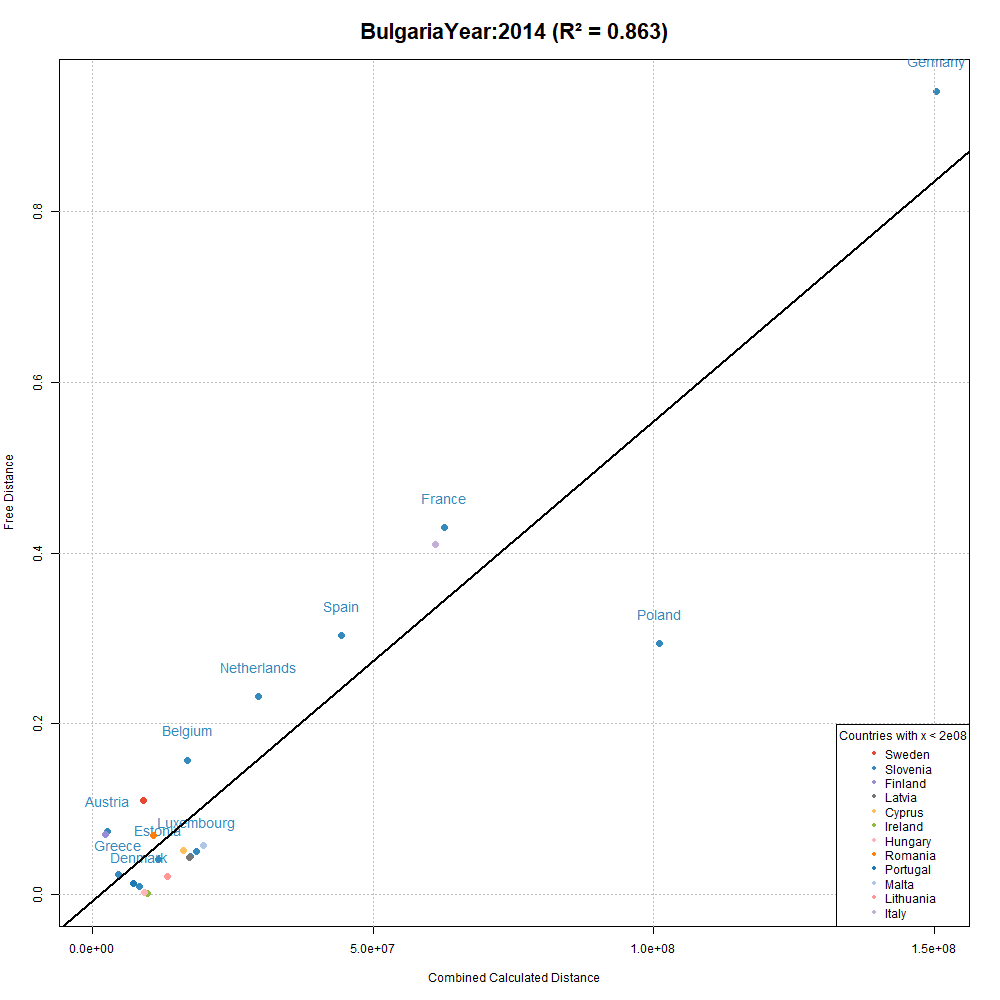 BulgariaYear:2014 (R² = 0.863)
Germany
0.8
0.6
Free Distance
France
0.4
Spain
Poland
Netherlands
0.2
Belgium
Countries with x < 2e08
Sweden
Slovenia
Finland
Latvia
Cyprus
Ireland
Hungary
Romania
Portugal
Malta
Lithuania
Italy
Austria
Luxembourg
Estonia
Greece
Denmark
0.0
0.0e+00
5.0e+07
1.0e+08
1.5e+08
Combined Calculated Distance